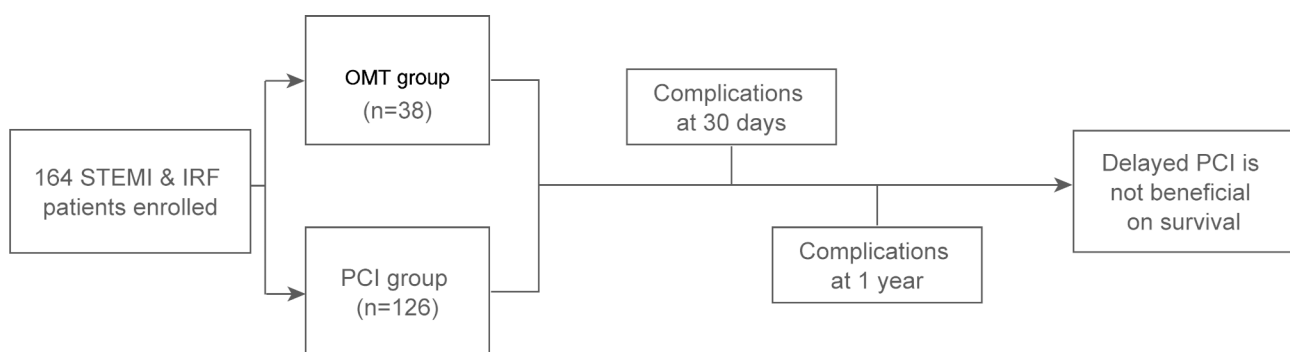 164 STEMI & IRF
patients enrolled
OMT group
(n=38)
PCI group
(n=126)
Complications
at 30 days
Complications
at 1 year
Delayed PCI is
not beneficial
on survival